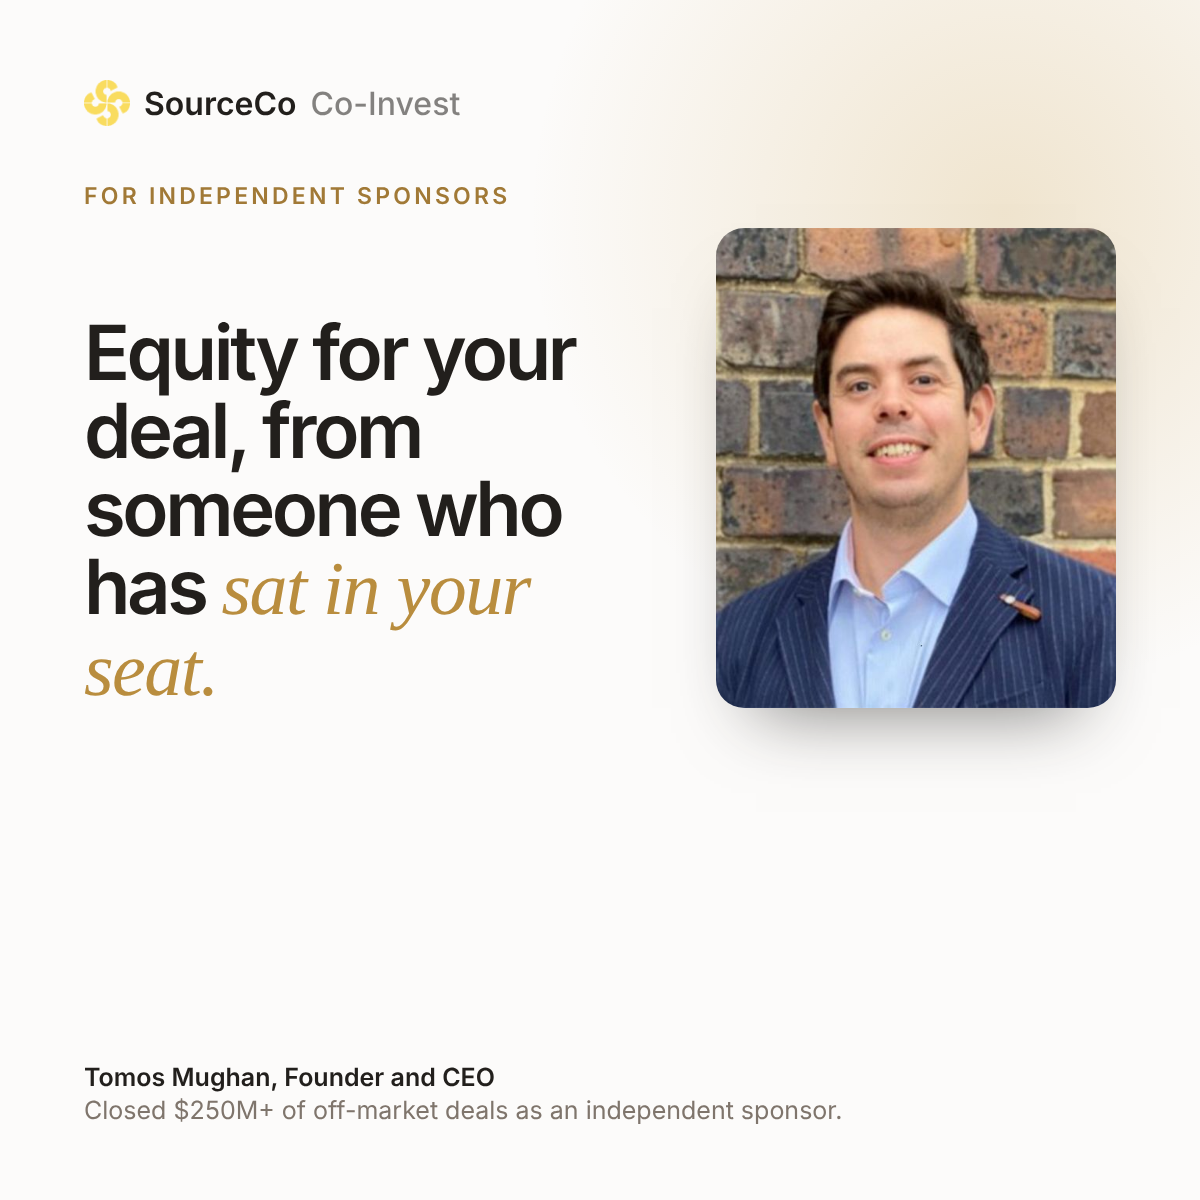 SourceCo Co-Invest
FOR INDEPENDENT SPONSORS
Equity for your
deal, from
someone who
has sat in your
seat.
Tomos Mughan, Founder and CEO
Closed $250M+ of off-market deals as an independent sponsor.